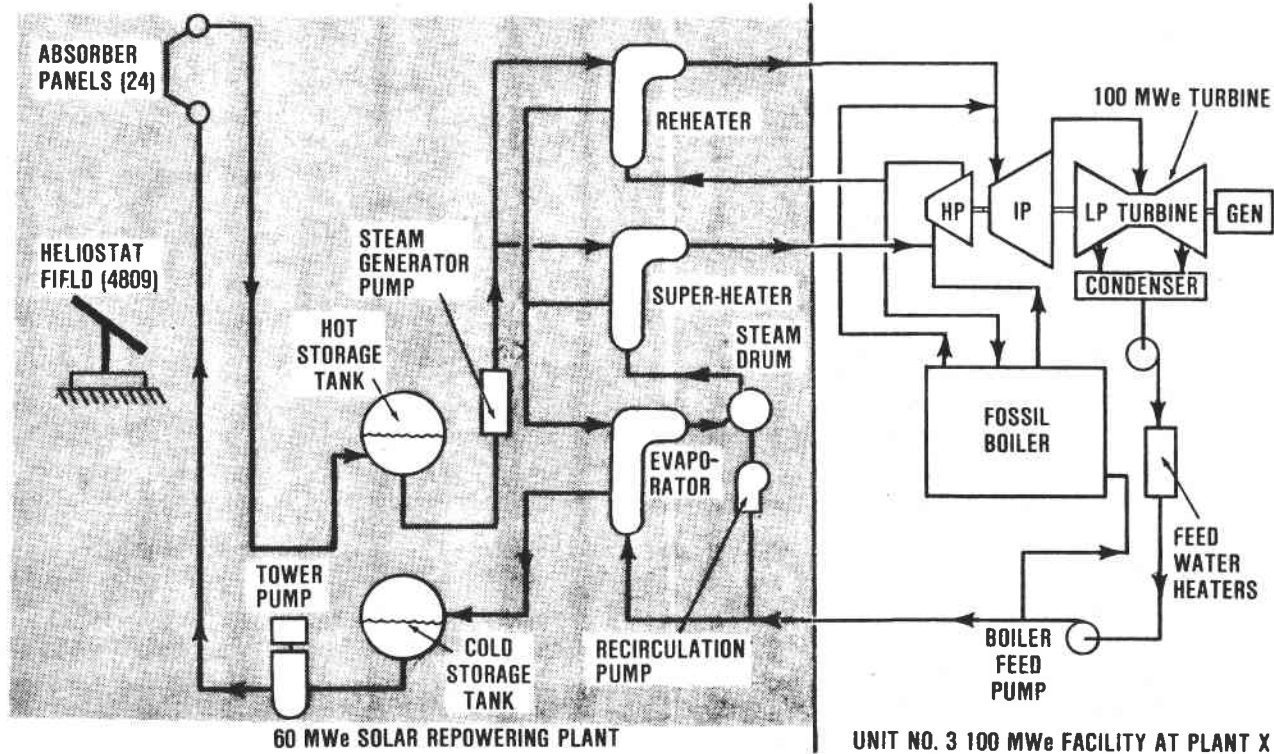 ABSORBER
PANELS (24)
HELIOSTAT
FIFLD (4809)
HOT
STORAGE
TANK
STEAM
GENERATOR
PUMP
REHEATER
SUPER-HEATER
STEAM
DRUM
EVAPO-
RATOR
TOWER
PUMP
COLD
STORAGE
TANK
RECIRCULATION
PUMP
60 MWe SOLAR REPOWERING PLANT
100 MWe TURBINE
HP
IP
LP TURBINE
GEN
CONDENSER
FOSSIL
BOILER
FEED
WATER
HEATERS
BOILER
FEED
PUMP
UNIT NO. 3 100 MWe FACILITY AT PLANT X